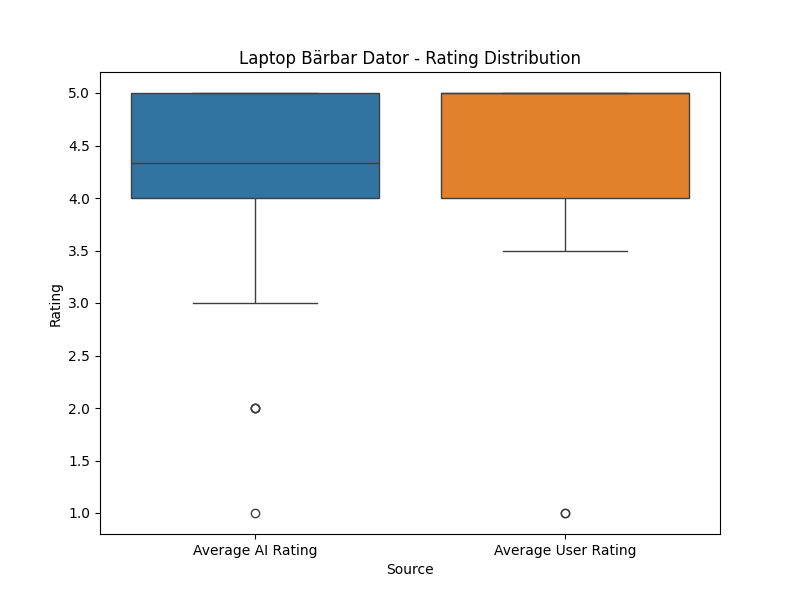 Laptop Bärbar Dator - Rating Distribution
Rating
5.0
4.5
4.0
3.5
3.0
2.5
2.0
1.5
1.0
Average AI Rating
Average User Rating
Source